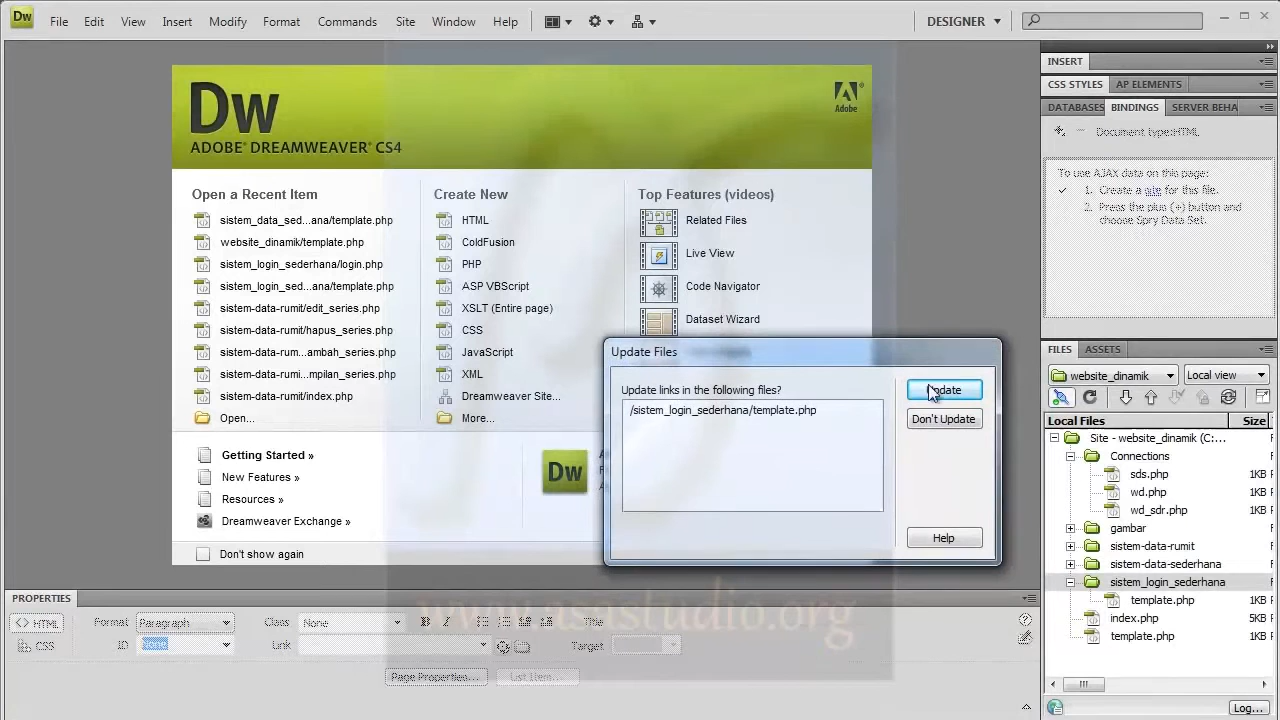 Dw File Edit View Insert Modify Format Commands Site Window Help DESIGNER
Dw
ADOBE® DREAMWEAVER® CS4
Adobe
Open a Recent Item
sistem_data_sed...ana/template.php
website_dinamik/template.php
sistem_login_sederhana/login.php
sistem_login_sed...ana/template.php
sistem-data-rumit/edit_series.php
sistem-data-rumit/hapus_series.php
sistem-data-rum...ambah_series.php
sistem-data-rumi...mpilan_series.php
sistem-data-rumit/index.php
Open...
Create New
HTML
ColdFusion
PHP
ASP VBScript
XSLT (Entire page)
CSS
JavaScript
XML
Dreamweaver Site...
More...
Top Features (videos)
Related Files
Live View
Code Navigator
Dataset Wizard
Getting Started »
New Features »
Resources »
Dreamweaver Exchange »
Dw
Don't show again
Update Files
Update links in the following files?
/sistem_login_sederhana/template.php
Don't Update
Help
INSERT
CSS STYLES AP ELEMENTS
DATABASES BINDINGS SERVER BEHA
Document type:HTML
To use AJAX data on this page:
1. Create a site for this file.
2. Press the plus (+) button and
choose Spry Data Set.
FILES ASSETS
website_dinamik Local view
Local Files Size
Site - website_dinamik (C:...
Connections
sds.php 1KB
wd.php 1KB
wd_sdr.php 1KB
gambar
sistem-data-rumit
sistem-data-sederhana
sistem_login_sederhana
template.php 1KB
index.php 5KB
template.php 1KB
Log...
PROPERTIES
<> HTML Format Paragraph Class None Title
CSS ID None Link Target
Page Properties... List Item...
www.asastudio.org